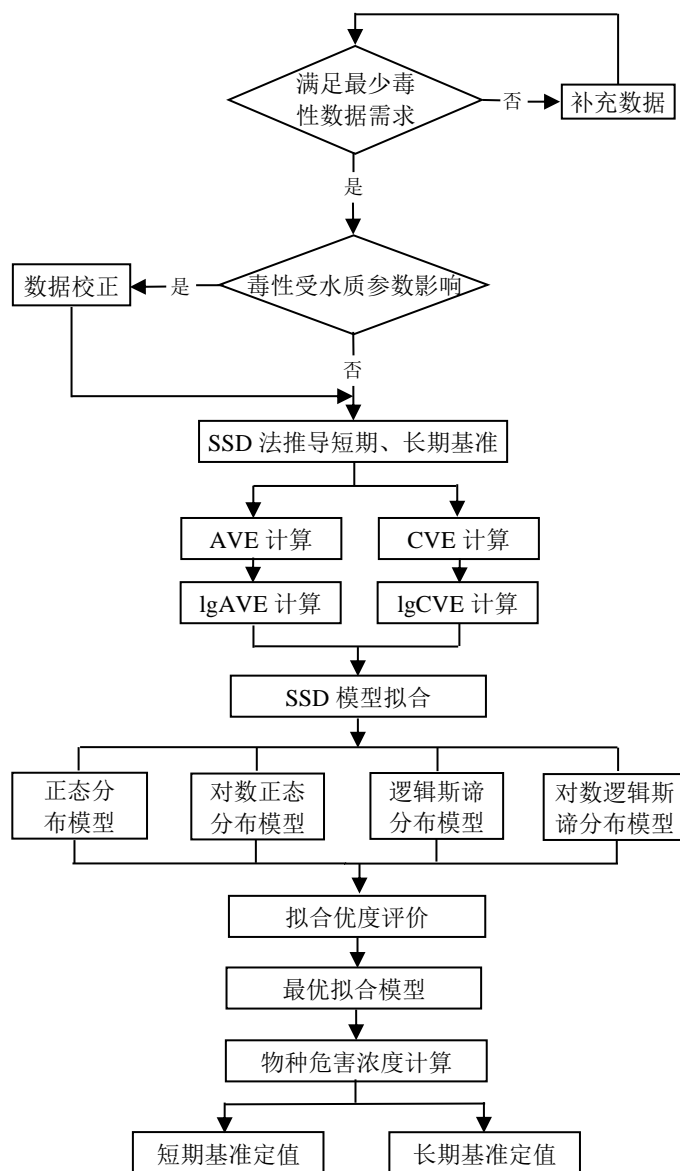 满足最少毒
性数据需求
否
补充数据
是
数据校正
是
毒性受水质参数影响
否
SSD 法推导短期、长期基准
AVE 计算
CVE 计算
lgAVE 计算
lgCVE 计算
SSD 模型拟合
正态分
布模型
对数正态
分布模型
逻辑斯谛
分布模型
对数逻辑斯
谛分布模型
拟合优度评价
最优拟合模型
物种危害浓度计算
短期基准定值
长期基准定值